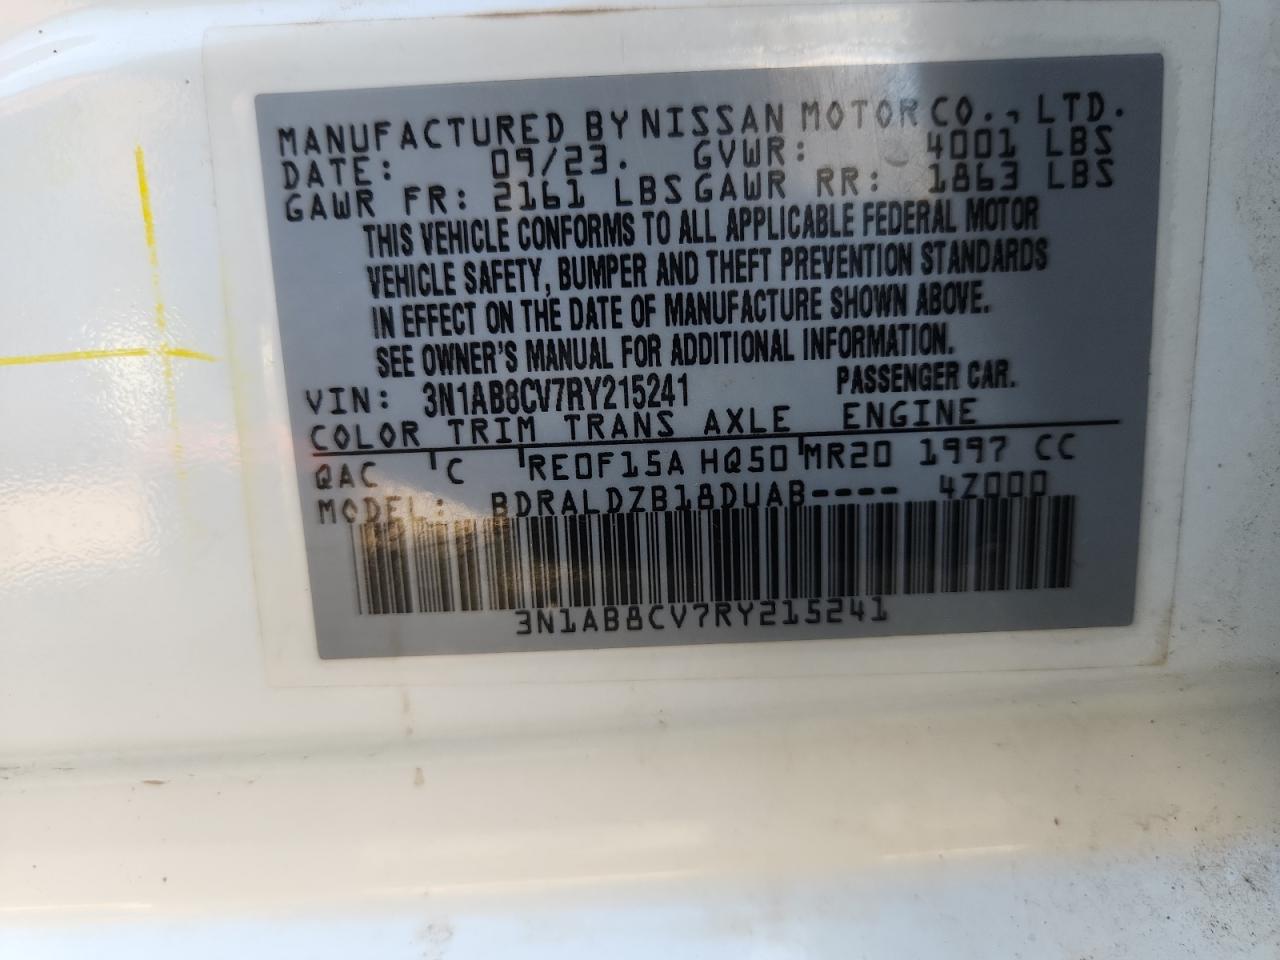 MANUFACTURED BY NISSAN MOTOR CO., LTD.
DATE: 09/23. GVWR: 4001 LBS
GAWR FR: 2161 LBS GAWR RR: 1863 LBS
THIS VEHICLE CONFORMS TO ALL APPLICABLE FEDERAL MOTOR
VEHICLE SAFETY, BUMPER AND THEFT PREVENTION STANDARDS
IN EFFECT ON THE DATE OF MANUFACTURE SHOWN ABOVE.
SEE OWNER'S MANUAL FOR ADDITIONAL INFORMATION.
VIN: 3N1AB8CV7RY215241 PASSENGER CAR.
COLOR TRIM TRANS AXLE ENGINE
QAC C RE0F15A HQ50 MR20 1997 CC
MODEL: BDRALDZB18DUAB---- 4Z000
3N1AB8CV7RY215241